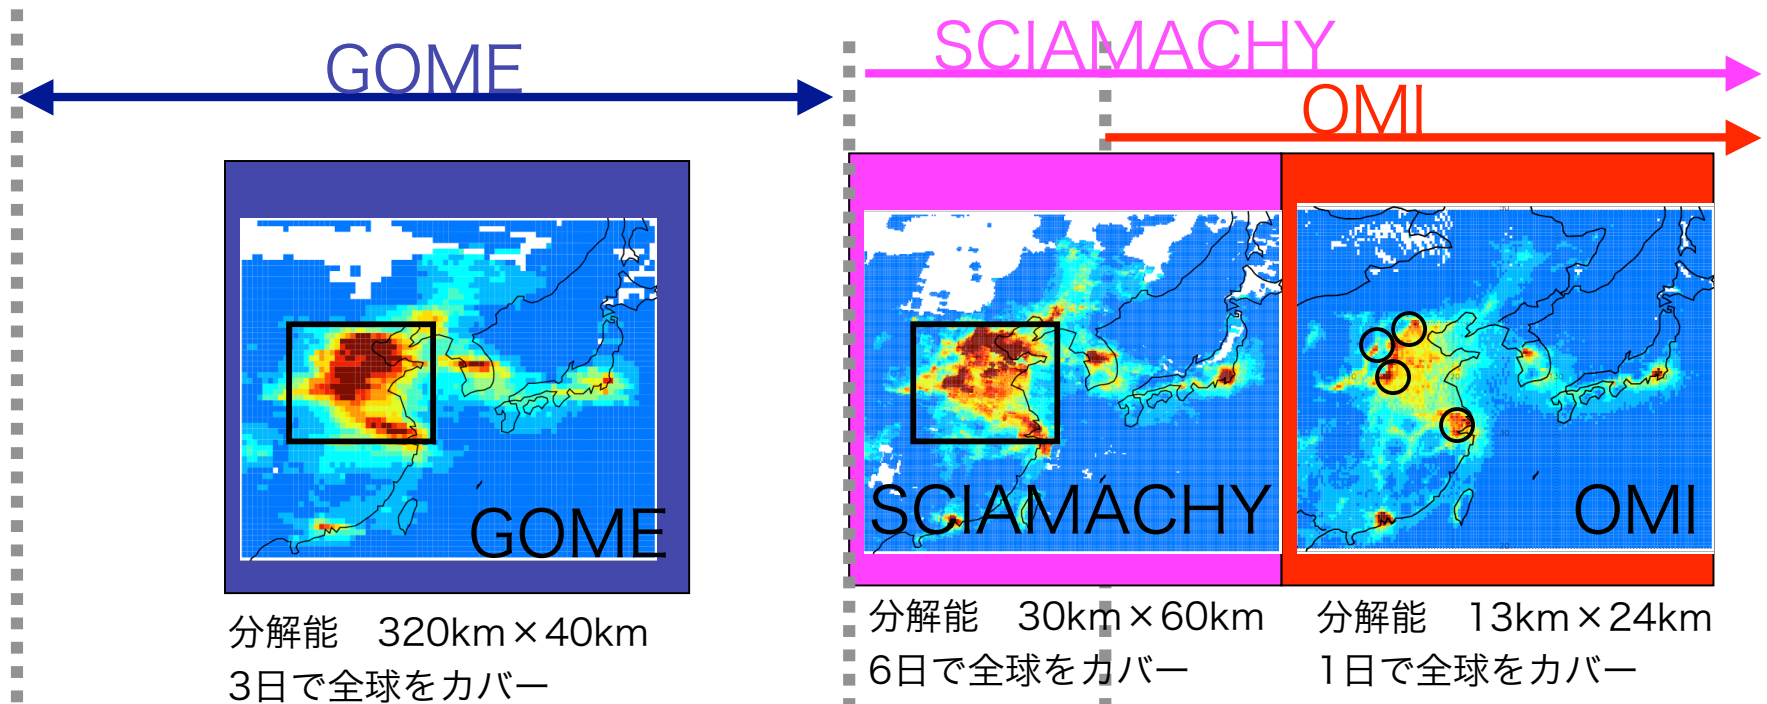 GOME
SCIAMACHY
OMI
GOME
SCIAMACHY
OMI
分解能　320km×40km
3日で全球をカバー
分解能　30km×60km
6日で全球をカバー
分解能　13km×24km
1日で全球をカバー